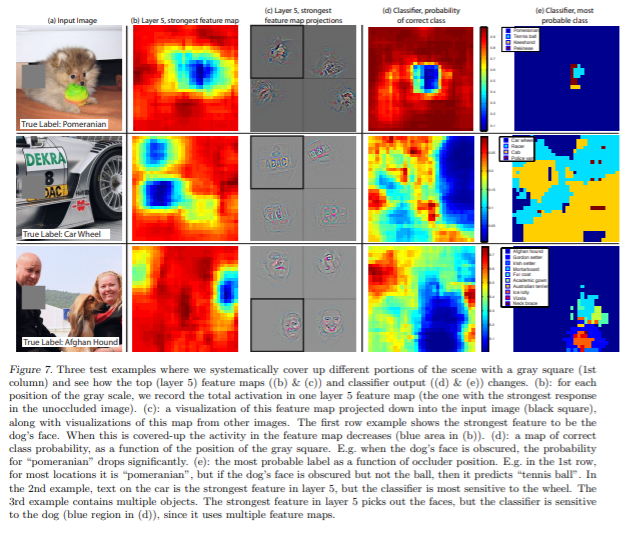 (a) Input Image
(b) Layer 5, strongest feature map
(c) Layer 5, strongest
feature map projections
(d) Classifier, probability
of correct class
(e) Classifier, most
probable class
Pomeranian
Tennis ball
Keeshond
Pekinese
True Label: Pomeranian
DEKRA
8
DAC
Car wheel
Racer
Cab
Police van
True Label: Car Wheel
Afghan hound
Gordon setter
Irish setter
Mortarboard
Fur coat
Academic gown
Australian terrier
Ice lolly
Vizsla
Neck brace
True Label: Afghan Hound
Figure 7. Three test examples where we systematically cover up different portions of the scene with a gray square (1st
column) and see how the top (layer 5) feature maps ((b) & (c)) and classifier output ((d) & (e)) changes. (b): for each
position of the gray scale, we record the total activation in one layer 5 feature map (the one with the strongest response
in the unoccluded image). (c): a visualization of this feature map projected down into the input image (black square),
along with visualizations of this map from other images. The first row example shows the strongest feature to be the
dog's face. When this is covered-up the activity in the feature map decreases (blue area in (b)). (d): a map of correct
class probability, as a function of the position of the gray square. E.g. when the dog's face is obscured, the probability
for "pomeranian" drops significantly. (e): the most probable label as a function of occluder position. E.g. in the 1st row,
for most locations it is "pomeranian", but if the dog's face is obscured but not the ball, then it predicts "tennis ball". In
the 2nd example, text on the car is the strongest feature in layer 5, but the classifier is most sensitive to the wheel. The
3rd example contains multiple objects. The strongest feature in layer 5 picks out the faces, but the classifier is sensitive
to the dog (blue region in (d)), since it uses multiple feature maps.